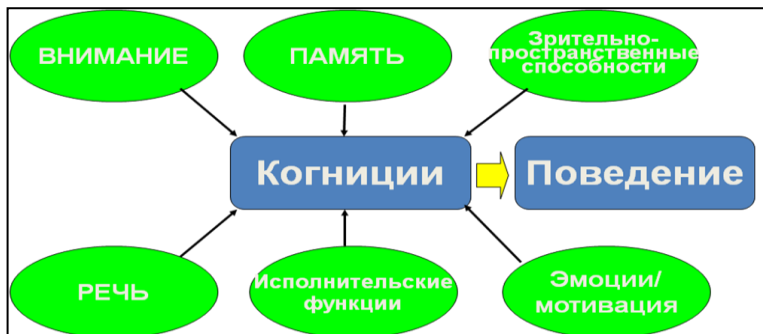 ВНИМАНИЕ
ПАМЯТЬ
Зрительно-
пространственные
способности
Когниции
Поведение
РЕЧЬ
Исполнительские
функции
Эмоции/
мотивация